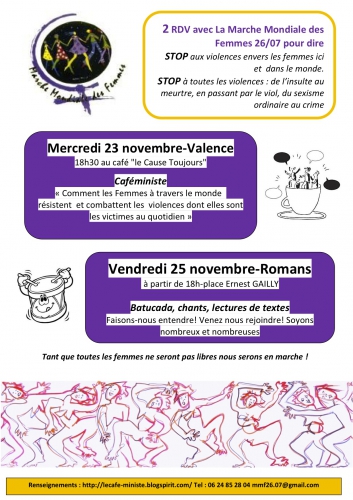 Marche Mondiale des Femmes
2 RDV avec La Marche Mondiale des
Femmes 26/07 pour dire
STOP aux violences envers les femmes ici
et dans le monde.
STOP à toutes les violences : de l’insulte au
meurtre, en passant par le viol, du sexisme
ordinaire au crime
Mercredi 23 novembre-Valence
18h30 au café "le Cause Toujours"
Caféministe
« Comment les Femmes à travers le monde
résistent et combattent les violences dont elles sont
les victimes au quotidien »
Vendredi 25 novembre-Romans
à partir de 18h-place Ernest GAILLY
Batucada, chants, lectures de textes
Faisons-nous entendre! Venez nous rejoindre! Soyons
nombreux et nombreuses
Tant que toutes les femmes ne seront pas libres nous serons en marche !
Renseignements : http://lecafe-ministe.blogspirit.com/ Tel : 06 24 85 28 04 mmf26.07@gmail.com